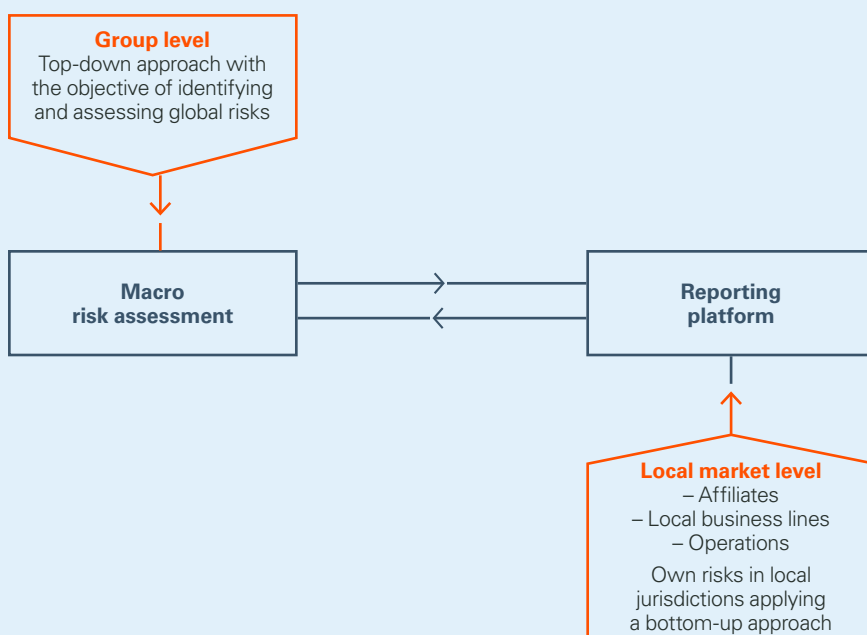 Group level
Top-down approach with
the objective of identifying
and assessing global risks
Macro
risk assessment
Reporting
platform
Local market level
– Affiliates
– Local business lines
– Operations
Own risks in local
jurisdictions applying
a bottom-up approach